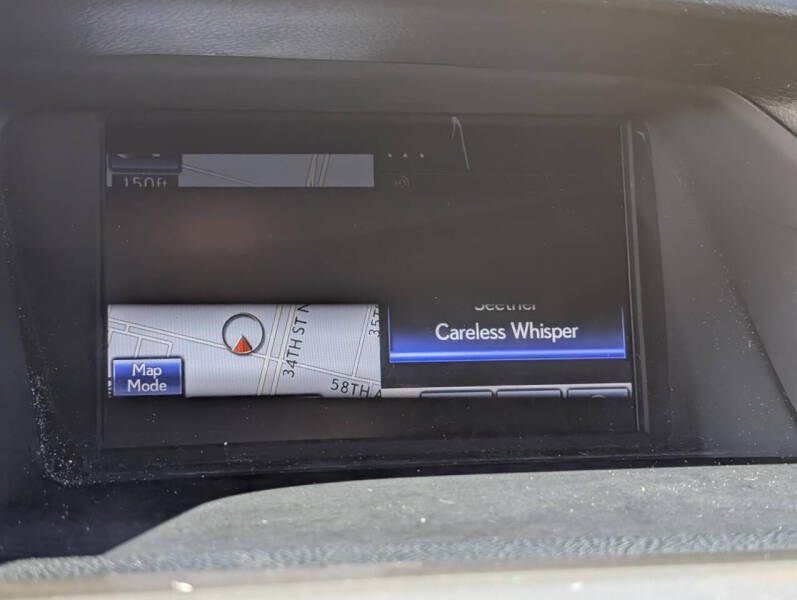 150ft
Seether
Careless Whisper
34TH ST N
35T
58TH A
Map
Mode